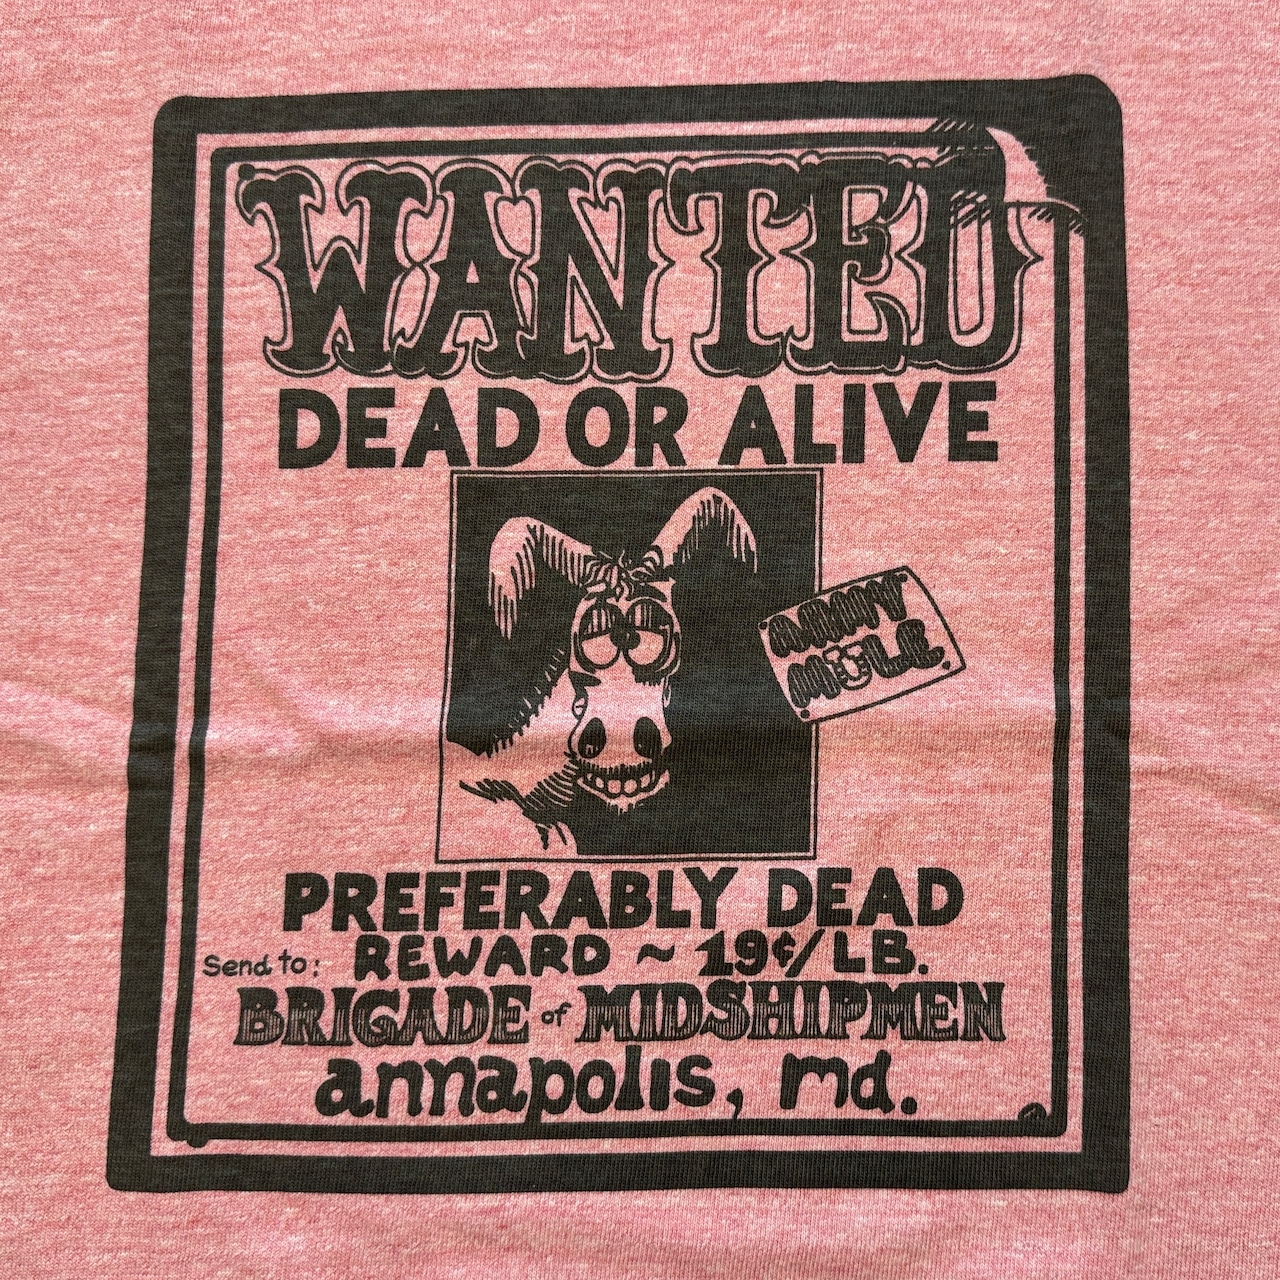 WANTED
DEAD OR ALIVE
ARMY
MULE
PREFERABLY DEAD
REWARD ~ 19¢/LB.
Send to:
BRIGADE of MIDSHIPMEN
annapolis, md.